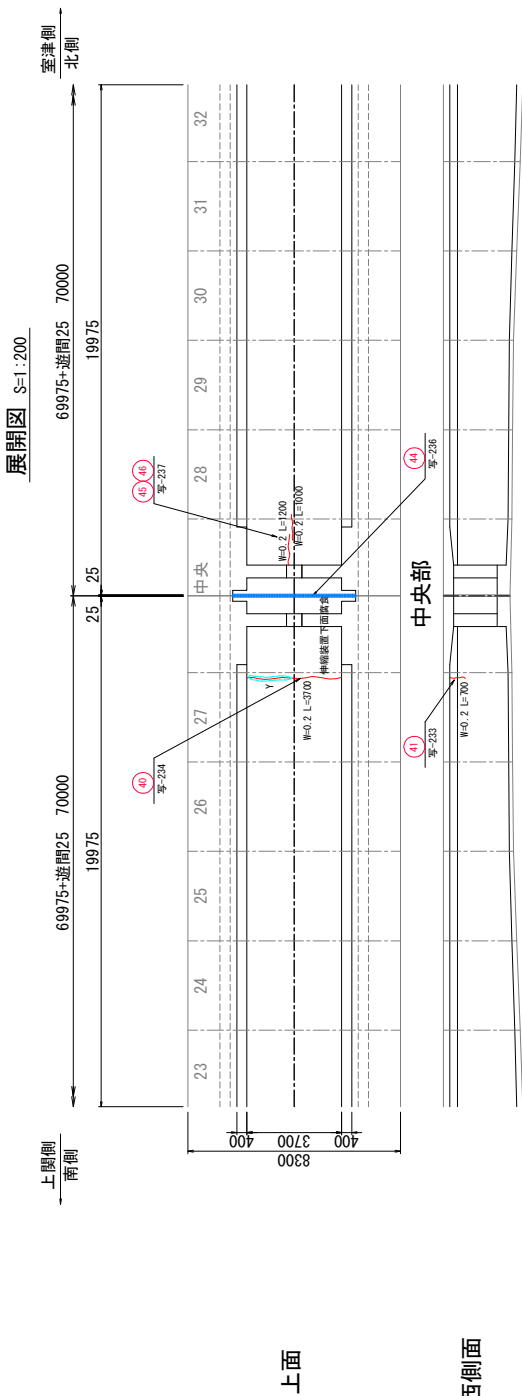 展開図 S=1:200
上関側
南側
室津側
北側
69975+遊間25 70000
69975+遊間25 70000
19975
25
25
19975
40
写-234
45 46
写-237
23
24
25
26
27
中央
28
29
30
31
32
上面
8300
400
3700
400
Y
W=0.2 L=3700
伸縮装置下面腐食
W=0.2 L=1200
W=0.2 L=1000
44
写-236
中央部
41
写-233
W=0.2 L=700
西側面